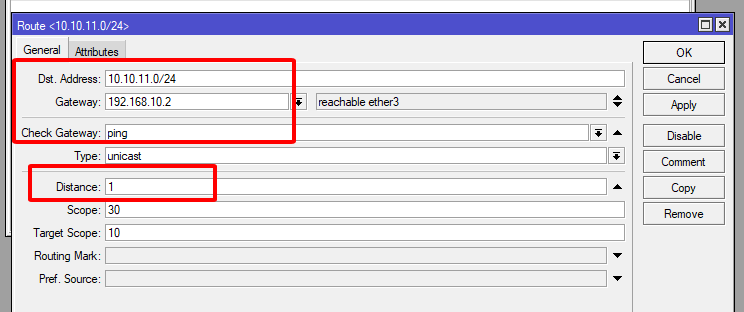 Route <10.10.11.0/24>
General Attributes
Dst. Address: 10.10.11.0/24
Gateway: 192.168.10.2 reachable ether3
Check Gateway: ping
Type: unicast
Distance: 1
Scope: 30
Target Scope: 10
Routing Mark:
Pref. Source:
OK
Cancel
Apply
Disable
Comment
Copy
Remove